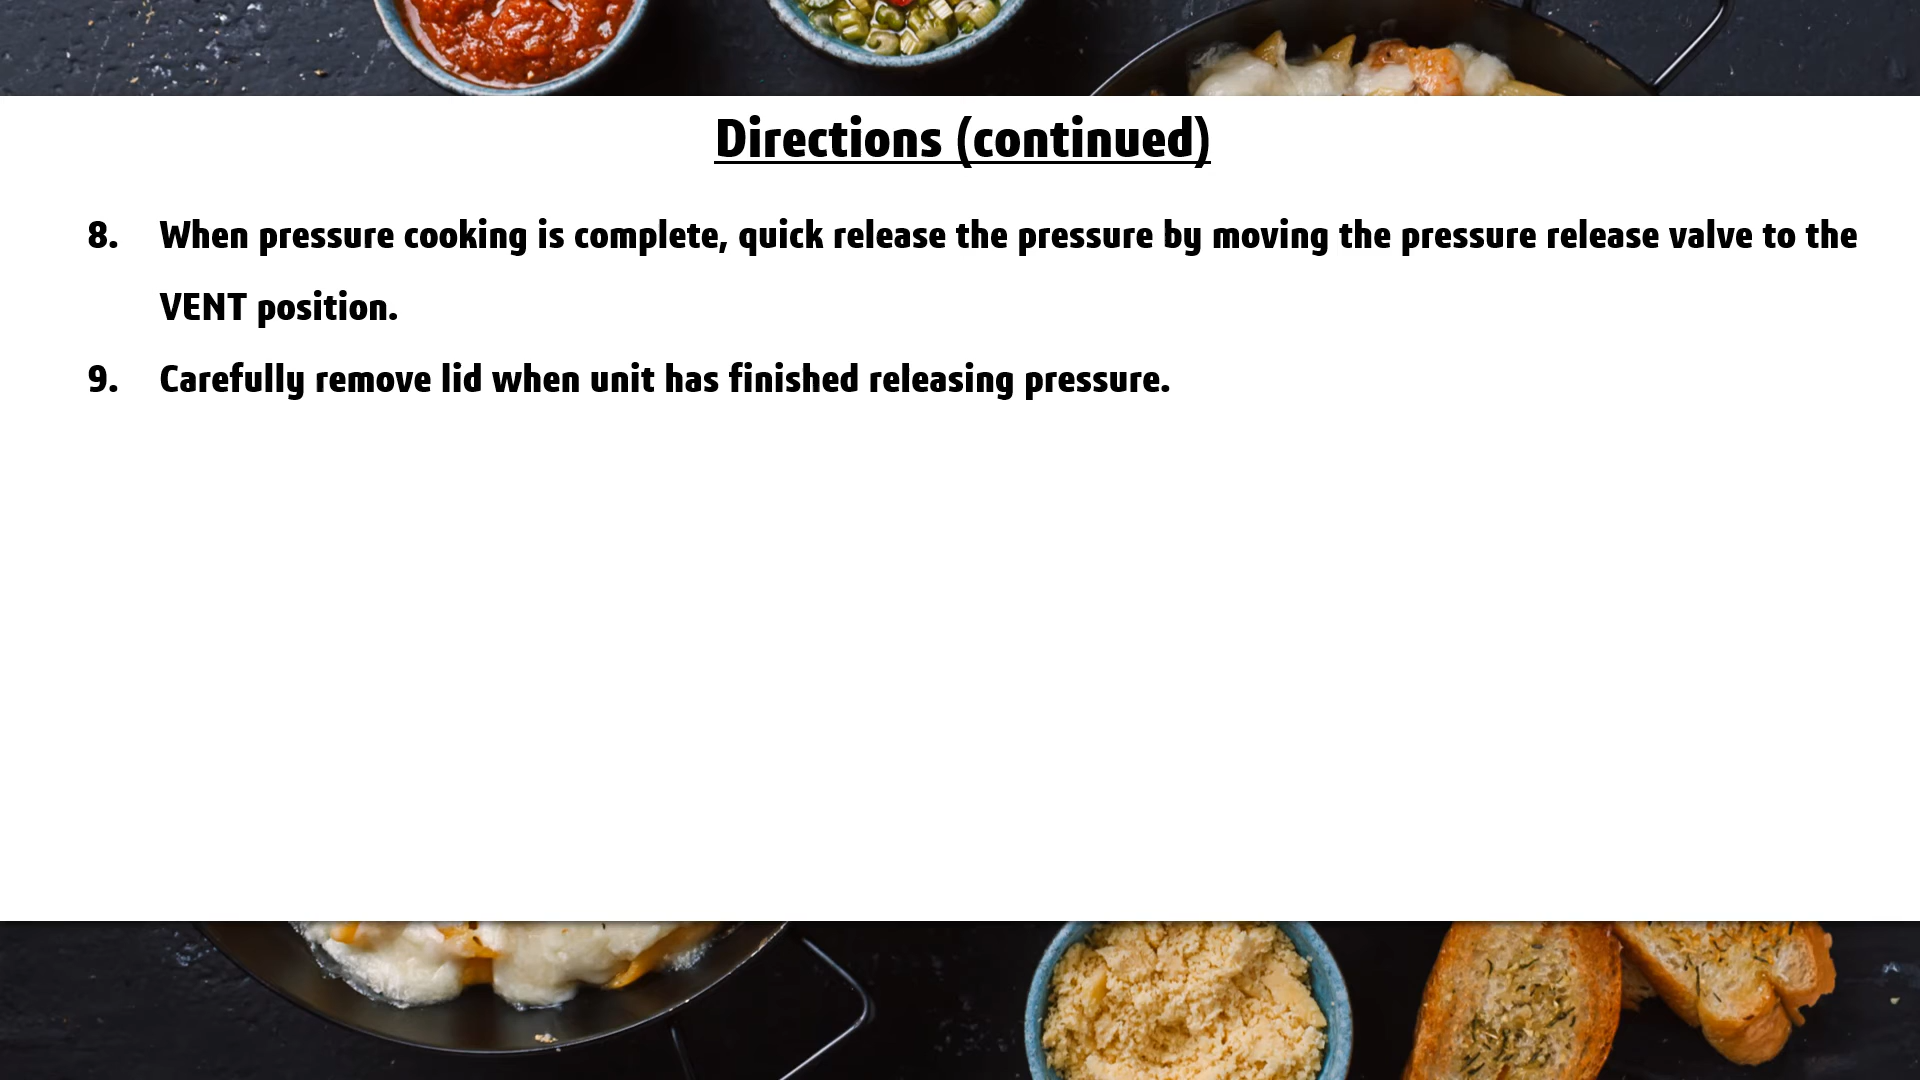 Directions (continued)
8. When pressure cooking is complete, quick release the pressure by moving the pressure release valve to the
VENT position.
9. Carefully remove lid when unit has finished releasing pressure.